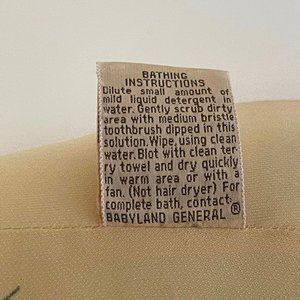 BATHING
INSTRUCTIONS
Dilute small amount of
mild liquid detergent in
water. Gently scrub dirty
area with medium bristle
toothbrush dipped in this
solution. Wipe, using clean
water. Blot with clean ter-
ry towel and dry quickly
in warm area or with a
fan. (Not hair dryer) For
complete bath, contact:
BABYLAND GENERAL®